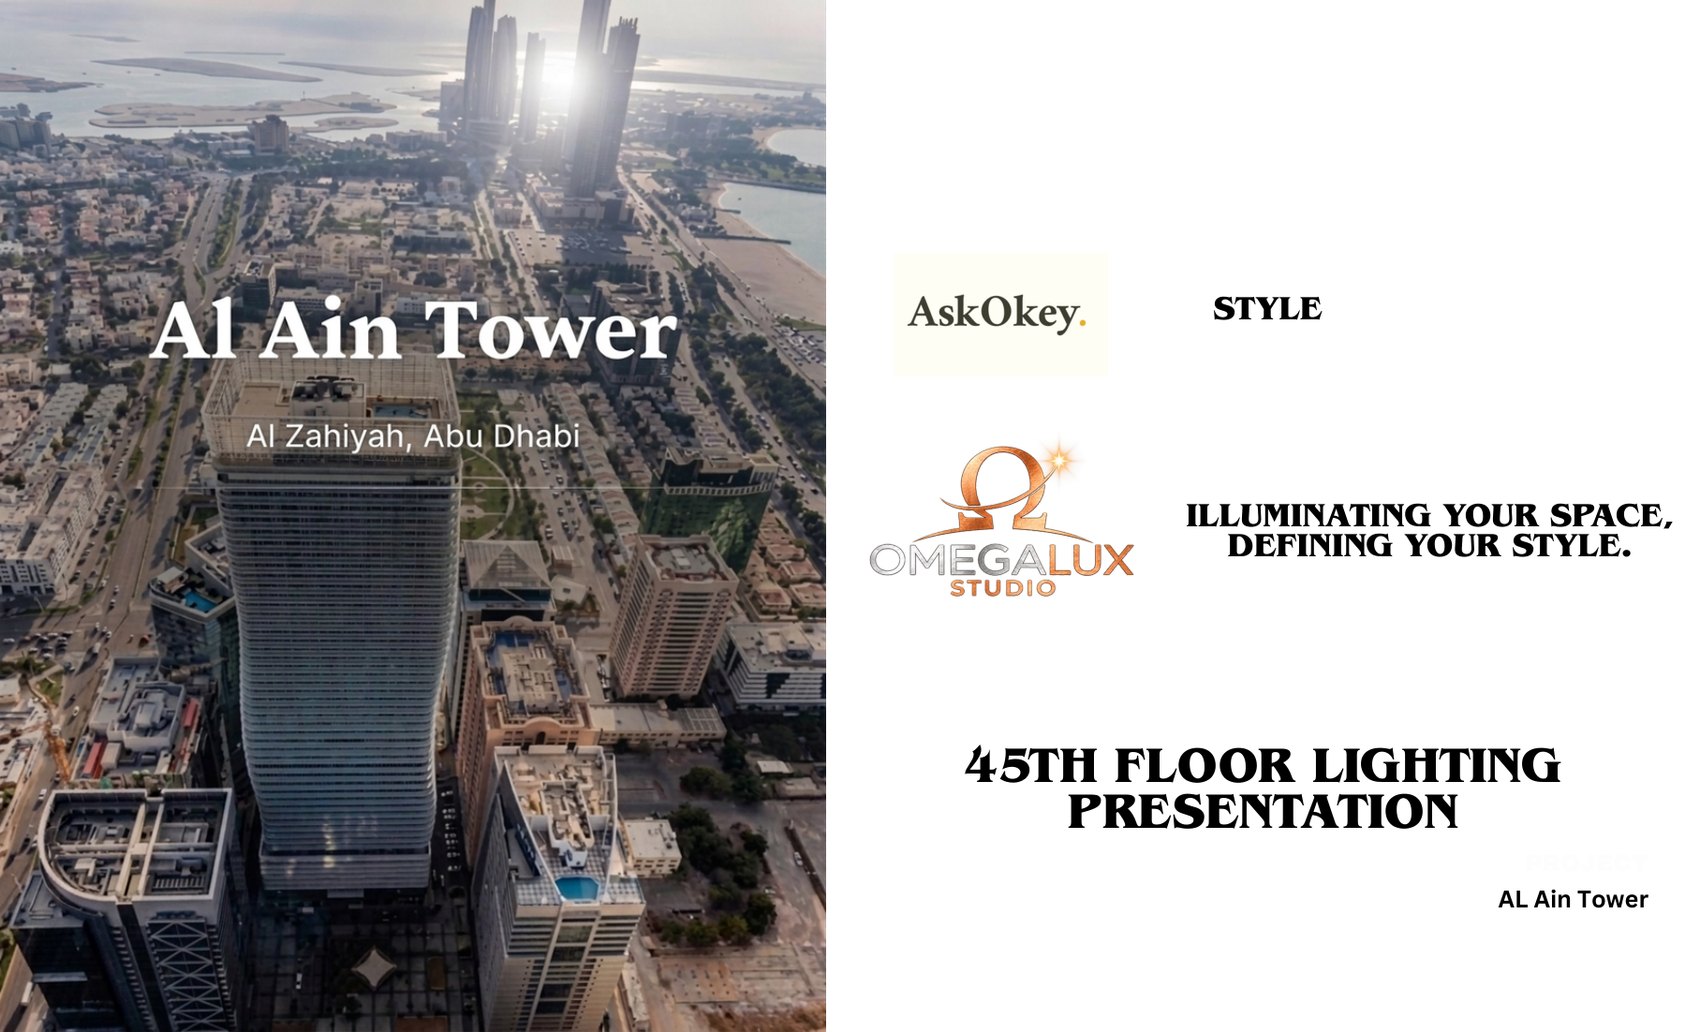 Al Ain Tower
Al Zahiyah, Abu Dhabi
AskOkey.
STYLE
OMEGALUX
STUDIO
ILLUMINATING YOUR SPACE,
DEFINING YOUR STYLE.
45TH FLOOR LIGHTING
PRESENTATION
PROJECT
AL Ain Tower